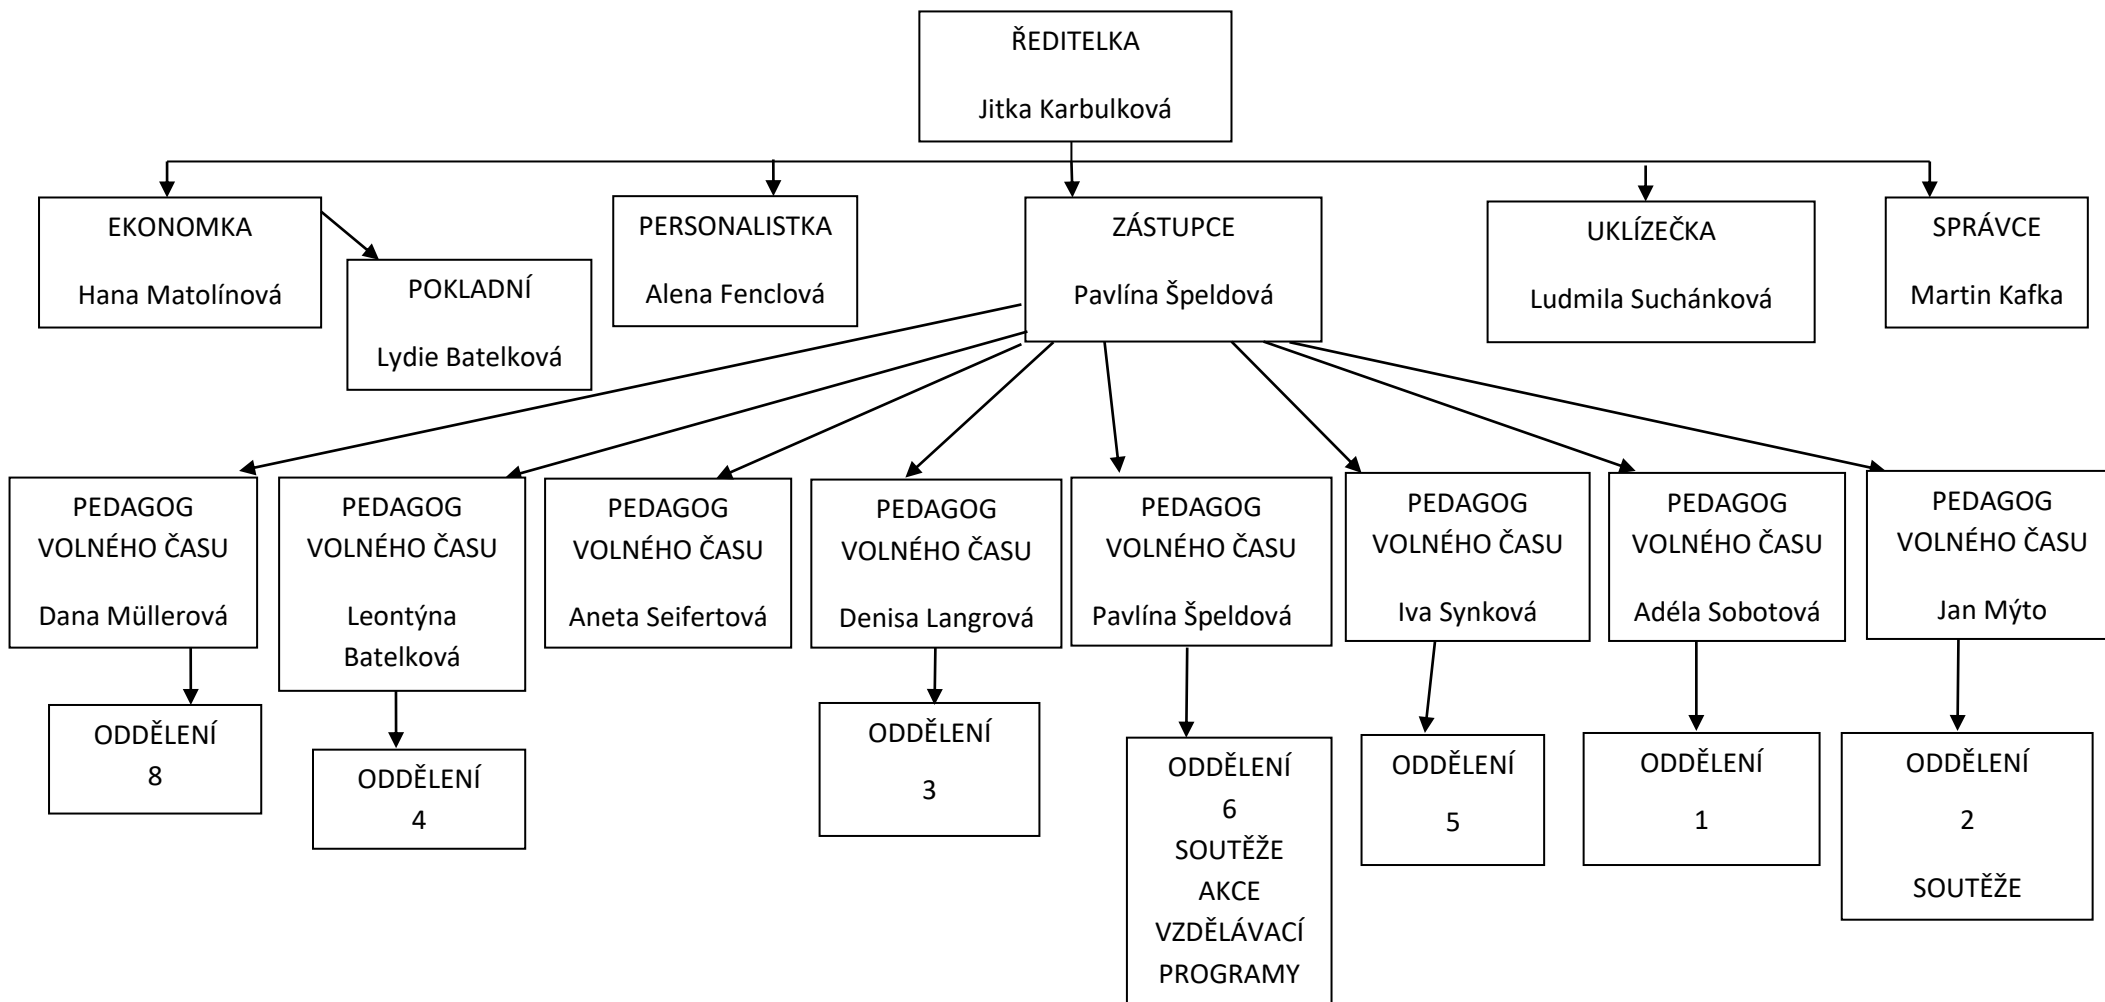 ŘEDITELKA
Jitka Karbulková
EKONOMKA
Hana Matolínová
POKLADNÍ
Lydie Batelková
PERSONALISTKA
Alena Fenclová
ZÁSTUPCE
Pavlína Špeldová
UKLÍZEČKA
Ludmila Suchánková
SPRÁVCE
Martin Kafka
PEDAGOG
VOLNÉHO ČASU
Dana Müllerová
PEDAGOG
VOLNÉHO ČASU
Leontýna
Batelková
PEDAGOG
VOLNÉHO ČASU
Aneta Seifertová
PEDAGOG
VOLNÉHO ČASU
Denisa Langrová
PEDAGOG
VOLNÉHO ČASU
Pavlína Špeldová
PEDAGOG
VOLNÉHO ČASU
Iva Synková
PEDAGOG
VOLNÉHO ČASU
Adéla Sobotová
PEDAGOG
VOLNÉHO ČASU
Jan Mýto
ODDĚLENÍ
8
ODDĚLENÍ
4
ODDĚLENÍ
3
ODDĚLENÍ
6
SOUTĚŽE
AKCE
VZDĚLÁVACÍ
PROGRAMY
ODDĚLENÍ
5
ODDĚLENÍ
1
ODDĚLENÍ
2
SOUTĚŽE